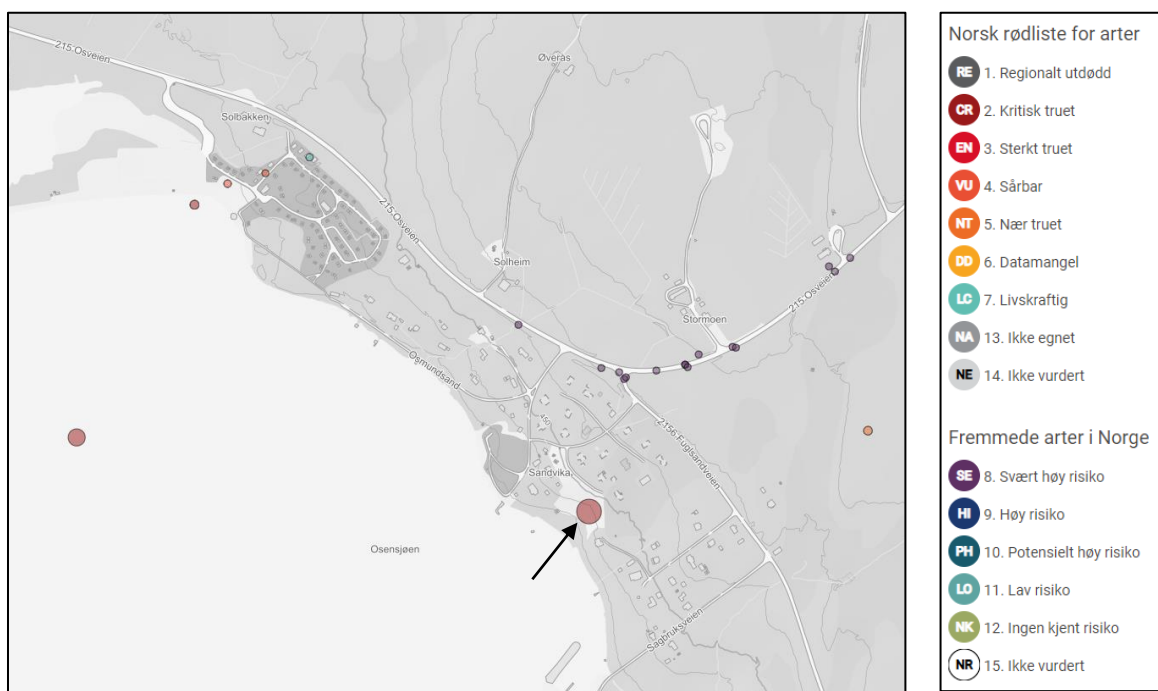 215 Osveien
Øverås
Solbakken
215 Osveien
Solheim
215 Osveien
Stormoen
Osmundsand
450
2156 Fuglsandveien
Sandvika
Osensjøen
Sagbruksveien
Norsk rødliste for arter
RE 1. Regionalt utdødd
CR 2. Kritisk truet
EN 3. Sterkt truet
VU 4. Sårbar
NT 5. Nær truet
DD 6. Datamangel
LC 7. Livskraftig
NA 13. Ikke egnet
NE 14. Ikke vurdert
Fremmede arter i Norge
SE 8. Svært høy risiko
HI 9. Høy risiko
PH 10. Potensielt høy risiko
LO 11. Lav risiko
NK 12. Ingen kjent risiko
NR 15. Ikke vurdert